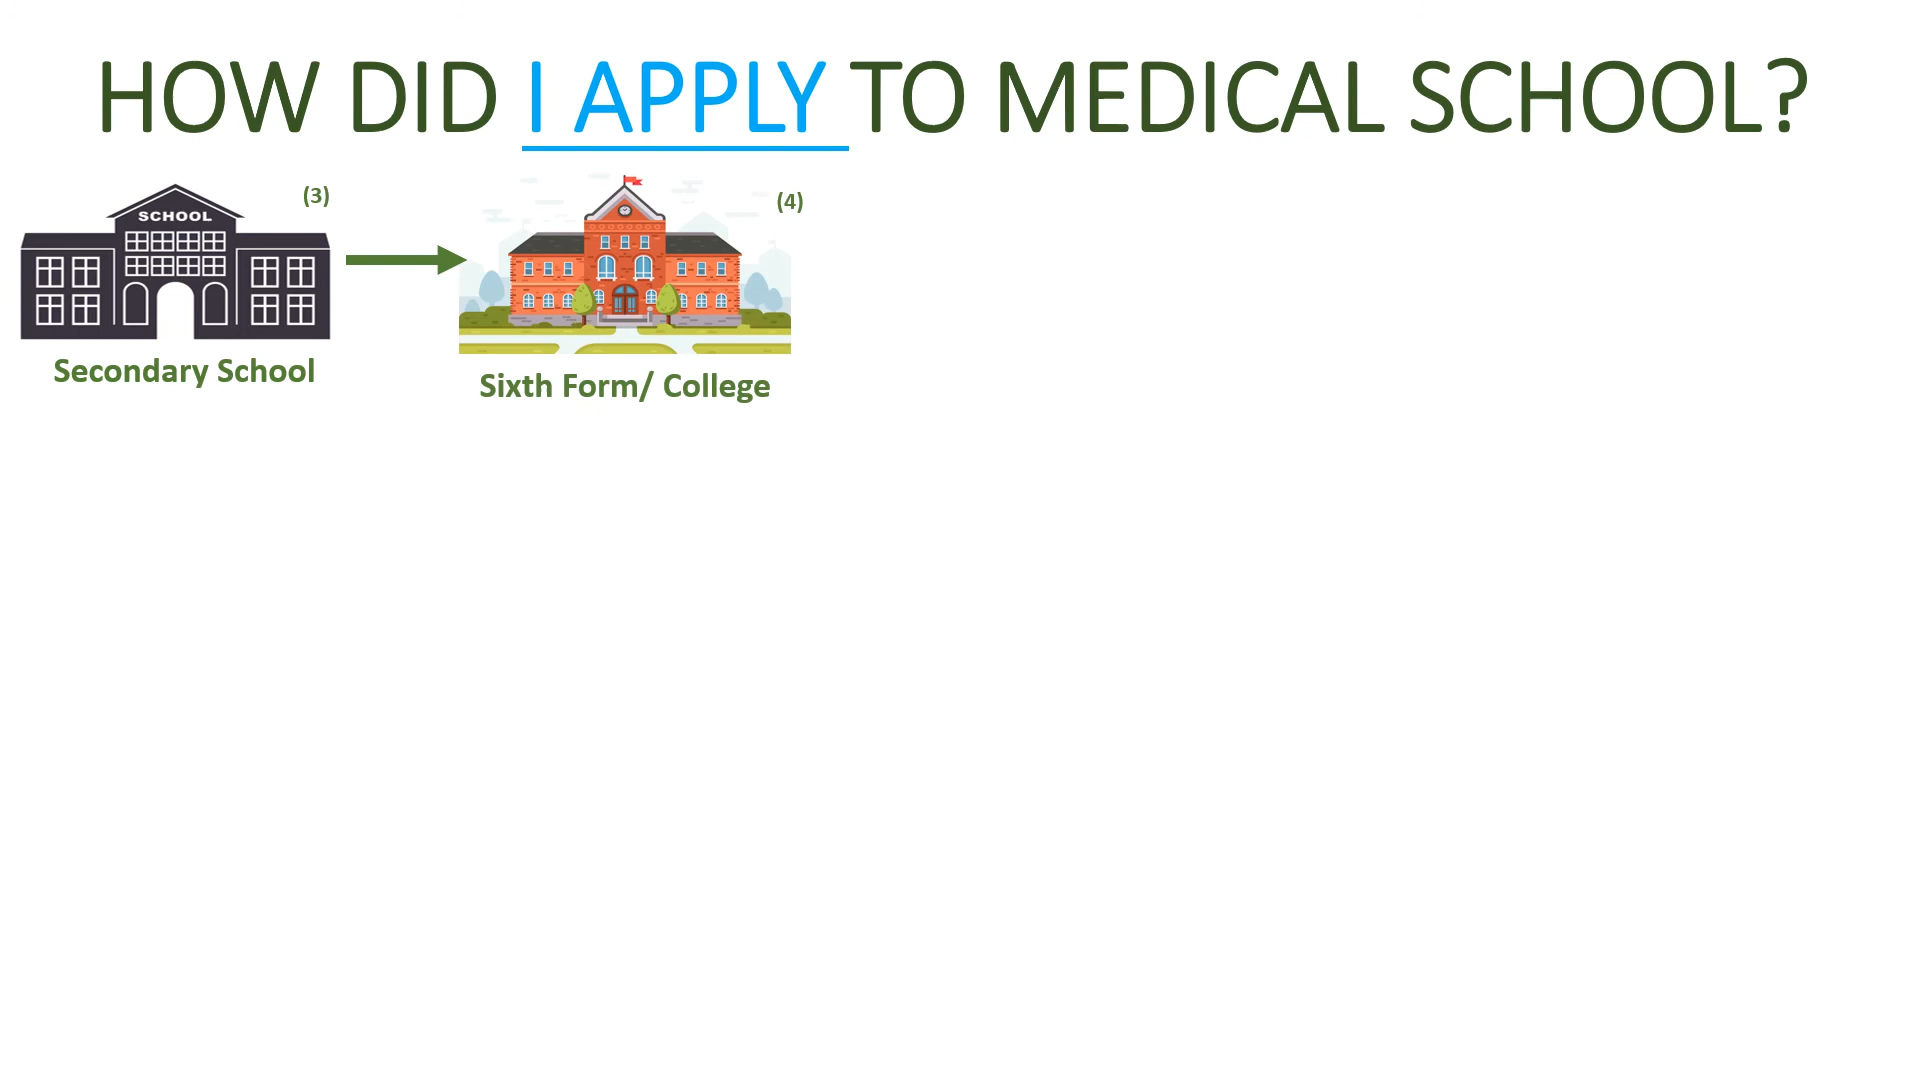 HOW DID I APPLY TO MEDICAL SCHOOL?
(3)
(4)
SCHOOL
Secondary School
Sixth Form/ College